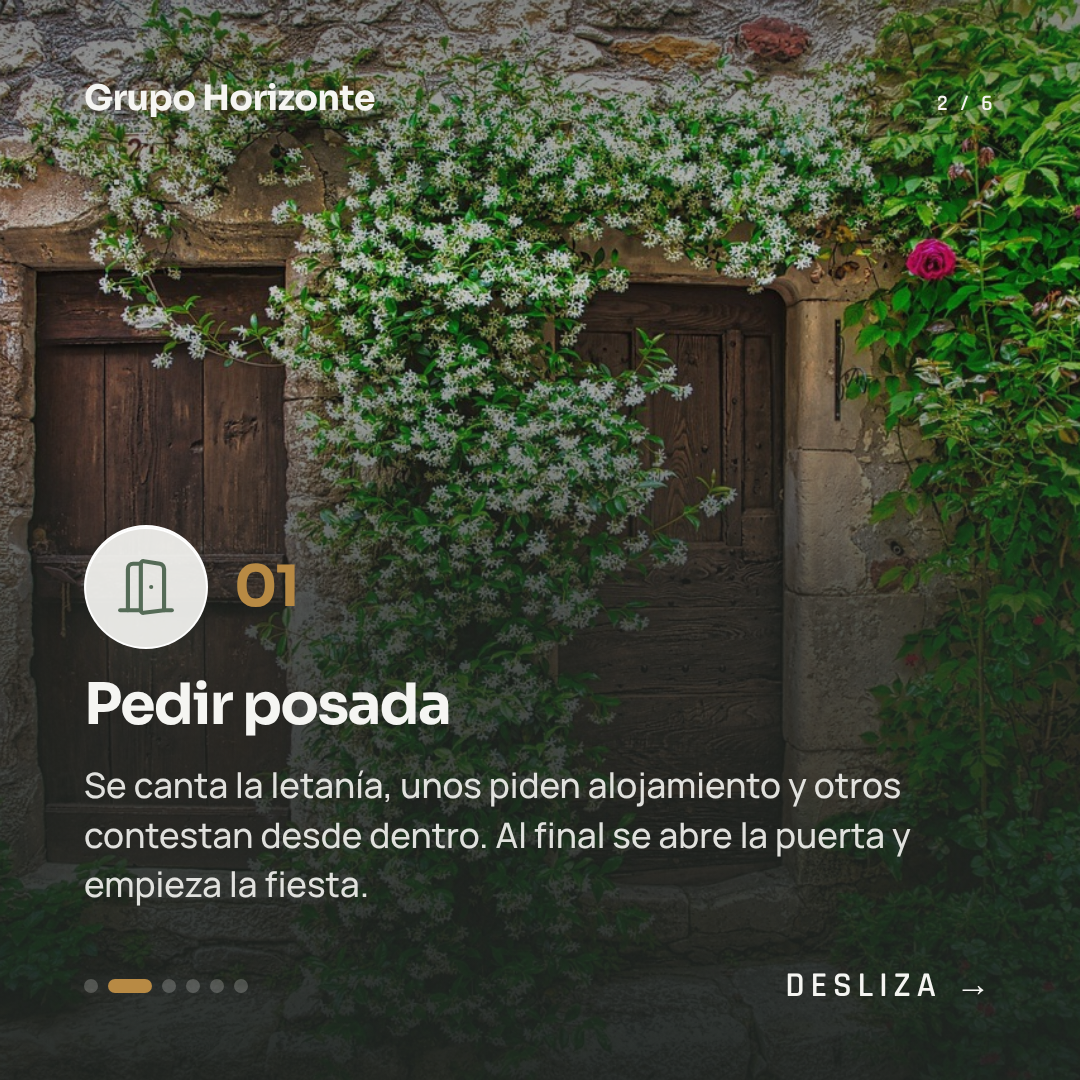 Grupo Horizonte
2 / 6
01
Pedir posada
Se canta la letanía, unos piden alojamiento y otros
contestan desde dentro. Al final se abre la puerta y
empieza la fiesta.
DESLIZA →